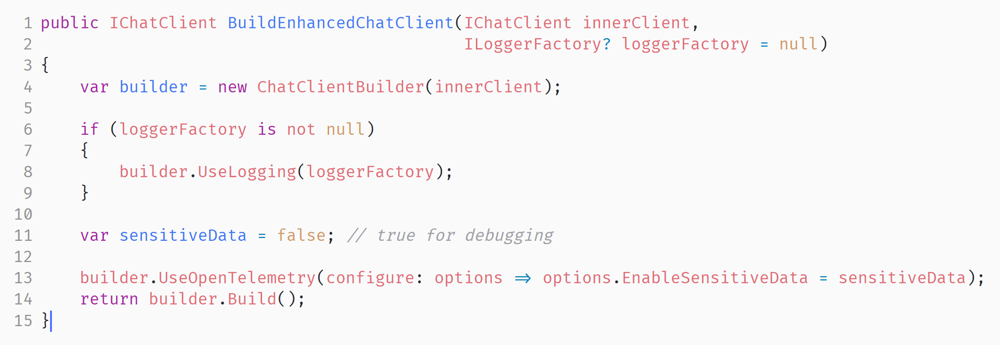 1 public IChatClient BuildEnhancedChatClient(IChatClient innerClient,
2                                            ILoggerFactory? loggerFactory = null)
3 {
4     var builder = new ChatClientBuilder(innerClient);
5
6     if (loggerFactory is not null)
7     {
8         builder.UseLogging(loggerFactory);
9     }
10
11     var sensitiveData = false; // true for debugging
12
13     builder.UseOpenTelemetry(configure: options => options.EnableSensitiveData = sensitiveData);
14     return builder.Build();
15 }